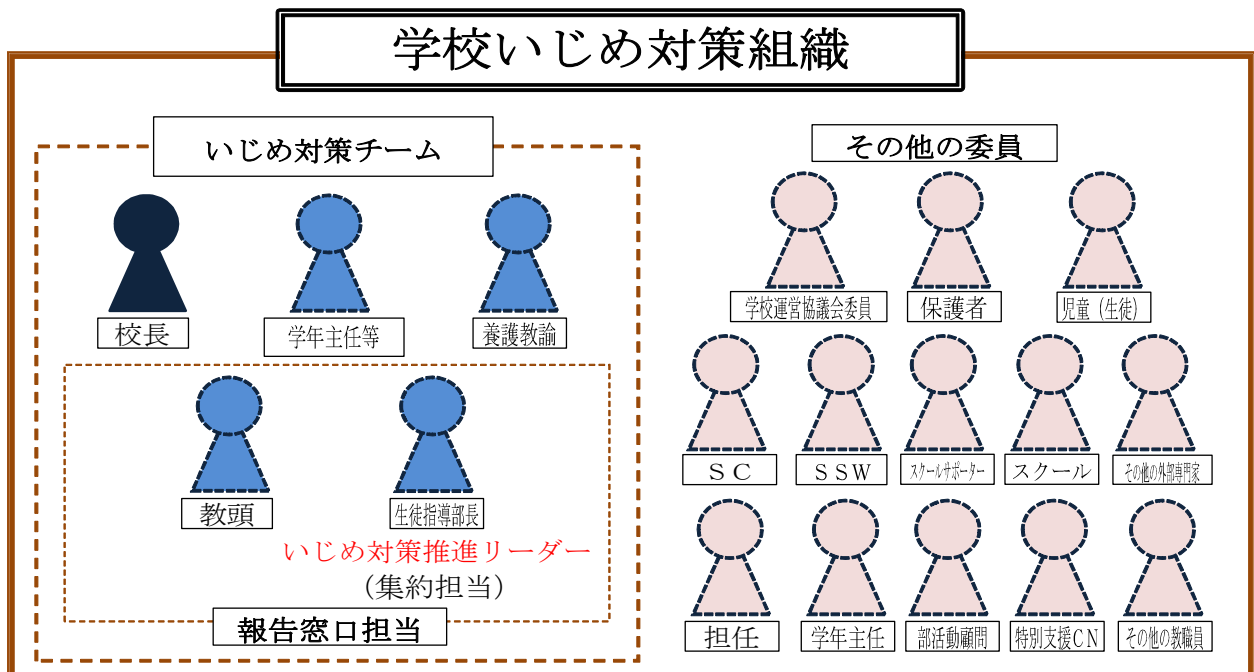 学校いじめ対策組織
いじめ対策チーム
その他の委員
校長
学年主任等
養護教諭
学校運営協議会委員
保護者
児童（生徒）
教頭
生徒指導部長
いじめ対策推進リーダー
（集約担当）
報告窓口担当
ＳＣ
ＳＳＷ
スクールサポーター
スクール
その他の外部専門家
担任
学年主任
部活動顧問
特別支援ＣＮ
その他の教職員